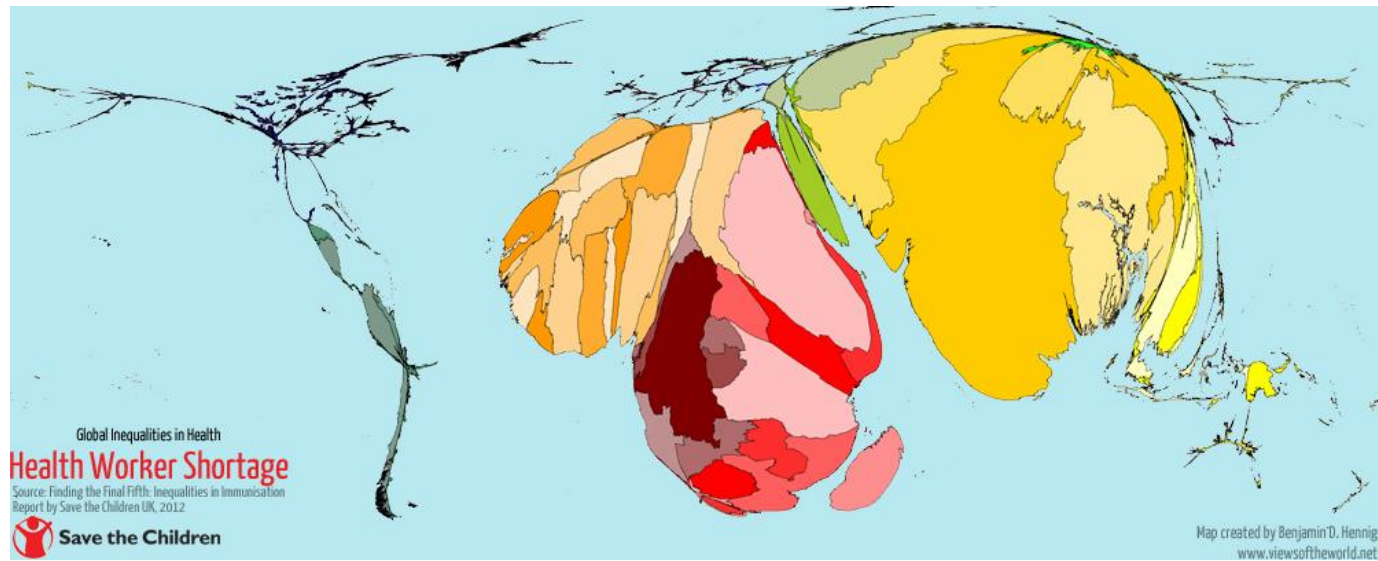 Global Inequalities in Health
Health Worker Shortage
Source: Finding the Final Fifth: Inequalities in Immunisation
Report by Save the Children UK, 2012
Save the Children
Map created by Benjamin D. Hennig
www.viewsoftheworld.net